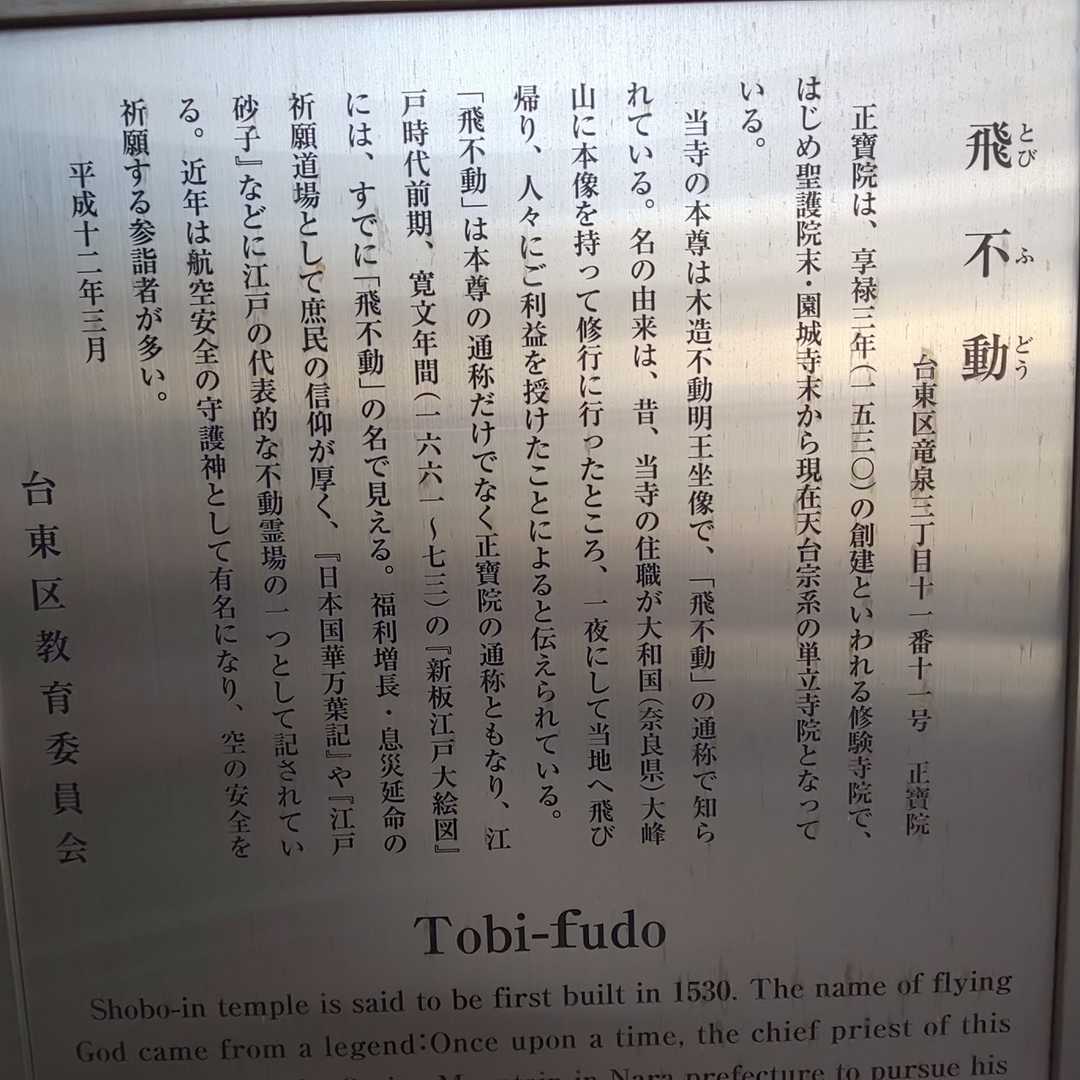 飛不動
とびふどう
台東区竜泉三丁目十一番十一号　正寶院
正寶院は、享禄三年（一五三〇）の創建といわれる修験寺院で、
はじめ聖護院末・園城寺末から現在天台宗系の単立寺院となって
いる。
当寺の本尊は木造不動明王坐像で、「飛不動」の通称で知ら
れている。名の由来は、昔、当寺の住職が大和国（奈良県）大峰
山に本像を持って修行に行ったところ、一夜にして当地へ飛び
帰り、人々にご利益を授けたことによると伝えられている。
「飛不動」は本尊の通称だけでなく正寶院の通称ともなり、江
戸時代前期、寛文年間（一六六一〜七三）の『新板江戸大絵図』
には、すでに「飛不動」の名で見える。福利増長・息災延命の
祈願道場として庶民の信仰が厚く、『日本国華万葉記』や『江戸
砂子』などに江戸の代表的な不動霊場の一つとして記されてい
る。近年は航空安全の守護神として有名になり、空の安全を
祈願する参詣者が多い。
平成十二年三月
台東区教育委員会
Tobi-fudo
Shobo-in temple is said to be first built in 1530. The name of flying
God came from a legend:Once upon a time, the chief priest of this
Mountain in Nara prefecture to pursue his